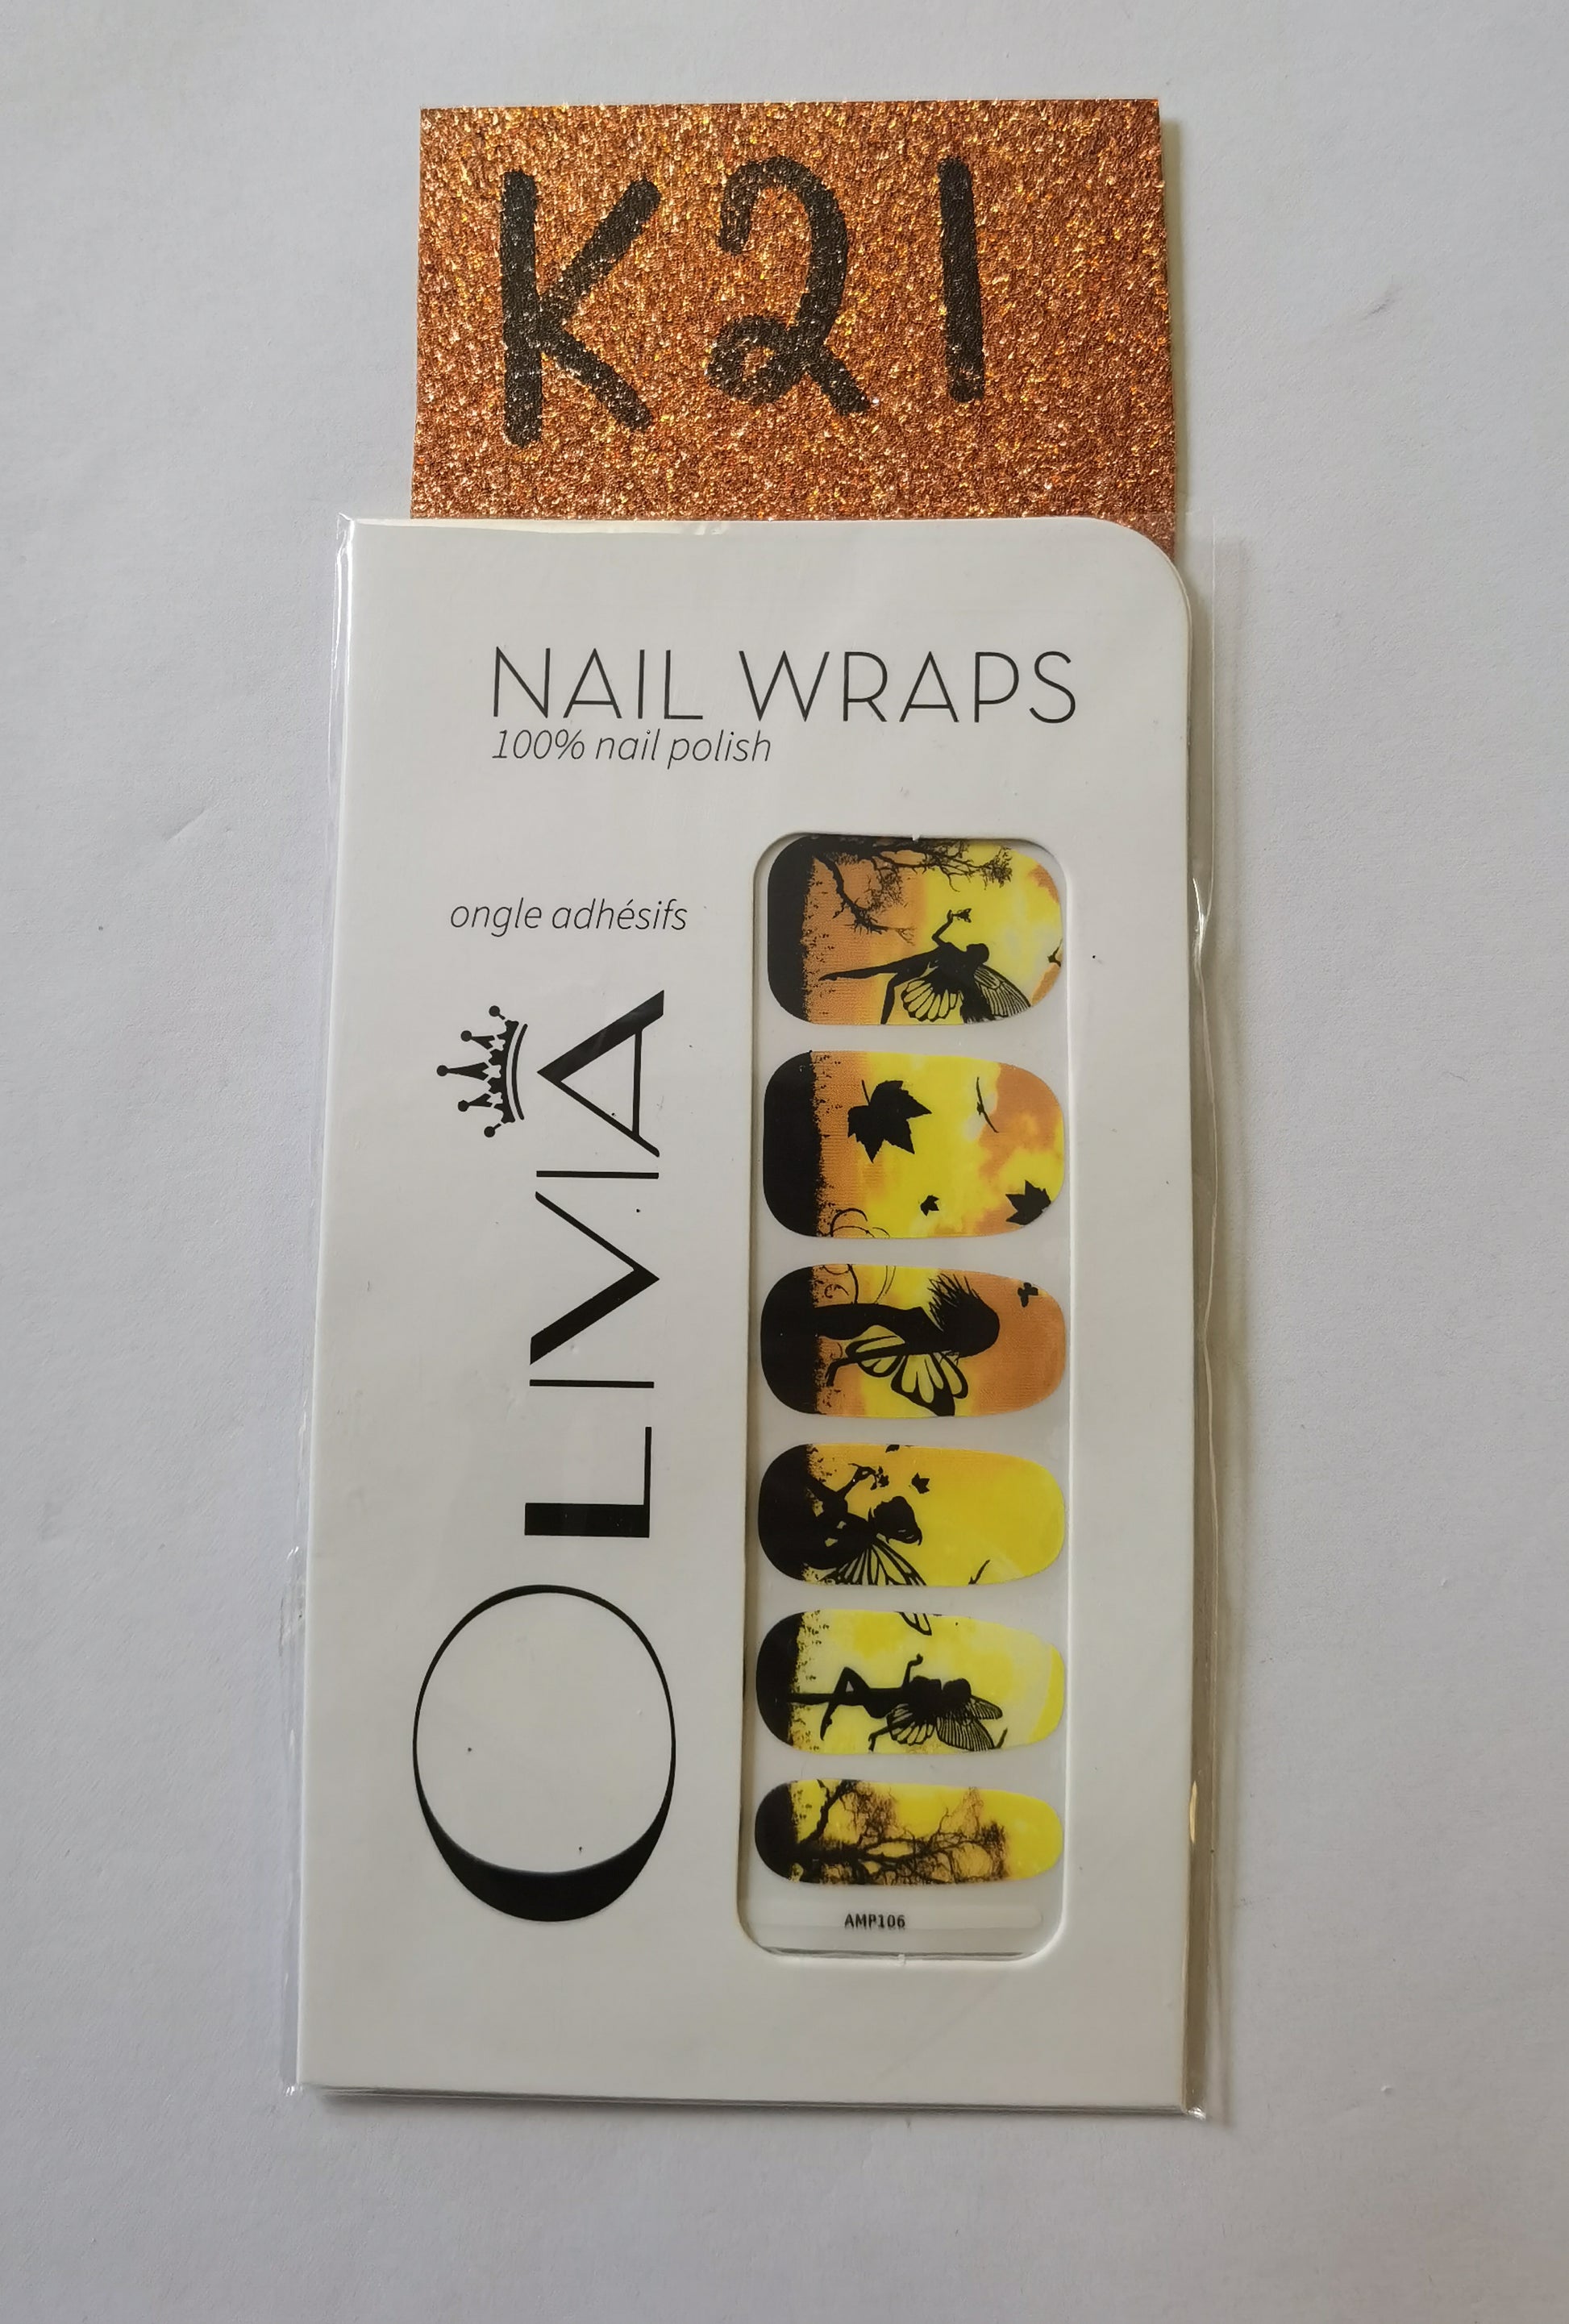 K21
NAIL WRAPS
100% nail polish
ongle adhésifs
OLIVIA
AMP106